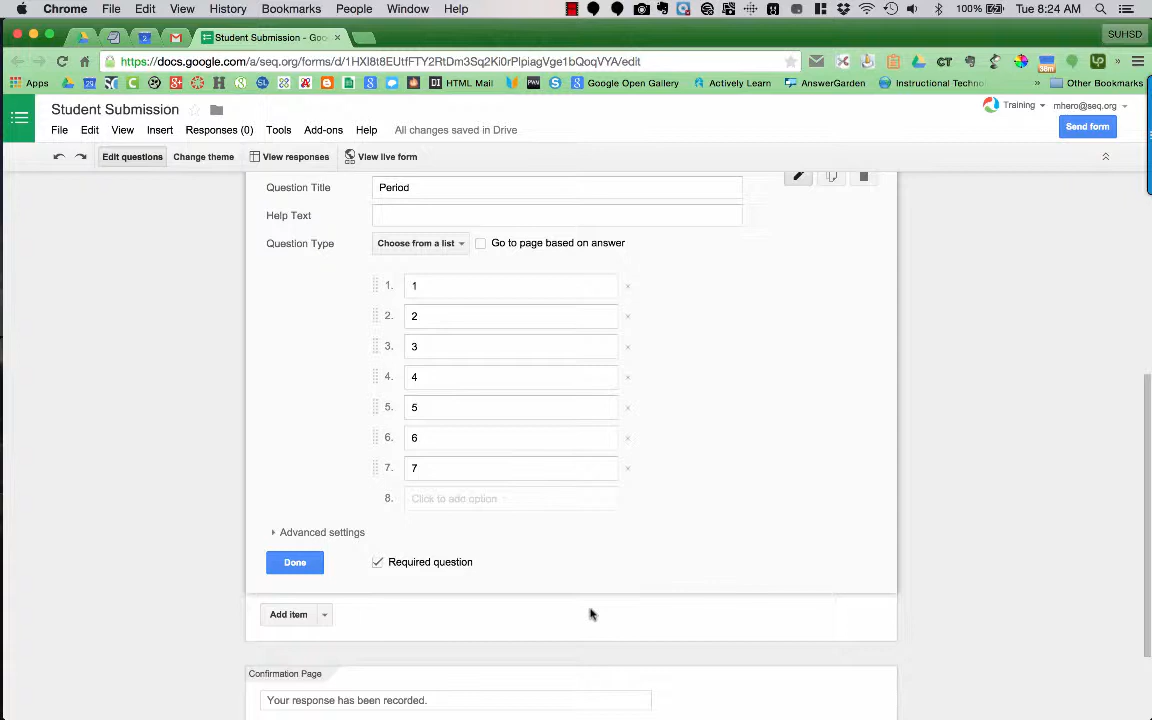 Chrome File Edit View History Bookmarks People Window Help 100% Tue 8:24 AM
Student Submission - Goo
SUHSD
https://docs.google.com/a/seq.org/forms/d/1HXI8t8EUtfFTY2RtDm3Sq2Ki0rPlpiagVge1bQoqVYA/edit
Apps HTML Mail Google Open Gallery Actively Learn AnswerGarden Instructional Techno Other Bookmarks
38m
Student Submission
Training mhero@seq.org
File Edit View Insert Responses (0) Tools Add-ons Help All changes saved in Drive
Send form
Edit questions Change theme View responses View live form
Question Title Period
Help Text
Question Type Choose from a list Go to page based on answer
1. 1
2. 2
3. 3
4. 4
5. 5
6. 6
7. 7
8. Click to add option
Advanced settings
Done Required question
Add item
Confirmation Page
Your response has been recorded.